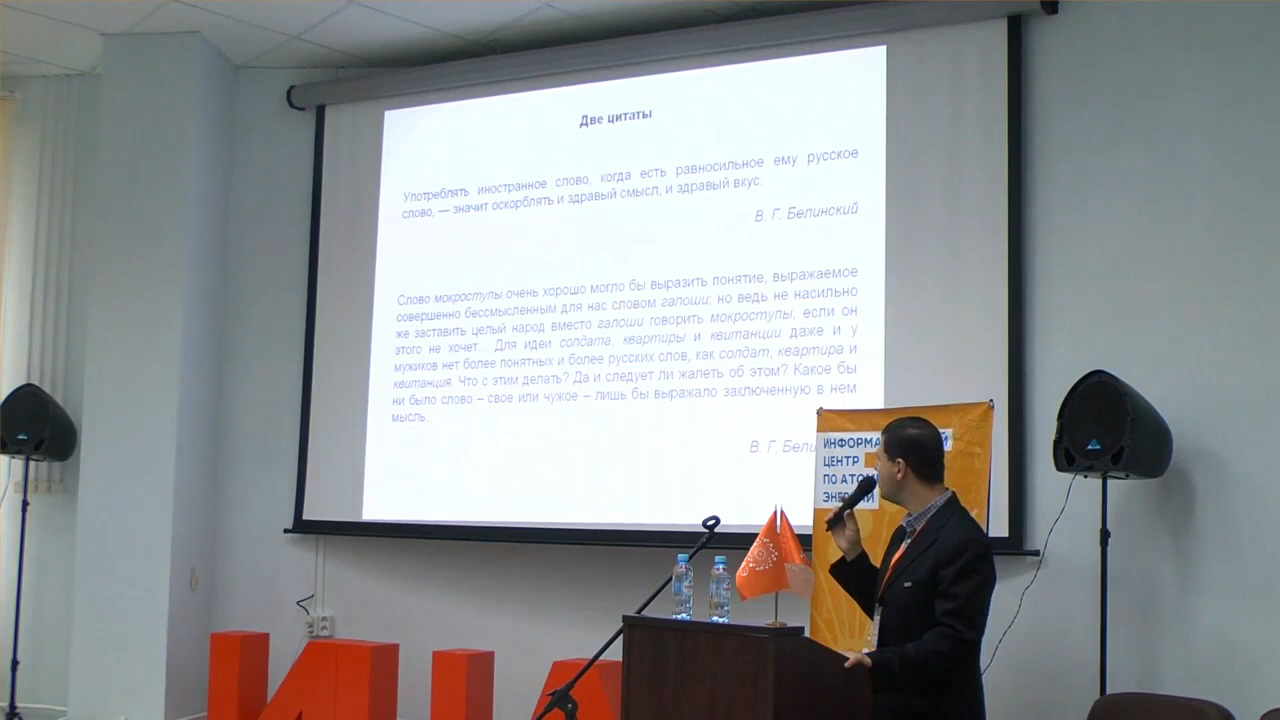 Две цитаты
Употреблять иностранное слово, когда есть равносильное ему русское
слово, — значит оскорблять и здравый смысл, и здравый вкус.
В. Г. Белинский
Слово мокроступы очень хорошо могло бы выразить понятие, выражаемое
совершенно бессмысленным для нас словом галоши; но ведь не насильно
же заставить целый народ вместо галоши говорить мокроступы, если он
этого не хочет... Для идеи солдата, квартиры и квитанции даже и у
мужиков нет более понятных и более русских слов, как солдат, квартира и
квитанция. Что с этим делать? Да и следует ли жалеть об этом? Какое бы
ни было слово – свое или чужое – лишь бы выражало заключенную в нем
мысль.
В. Г.
ЦЕНТР
ПО